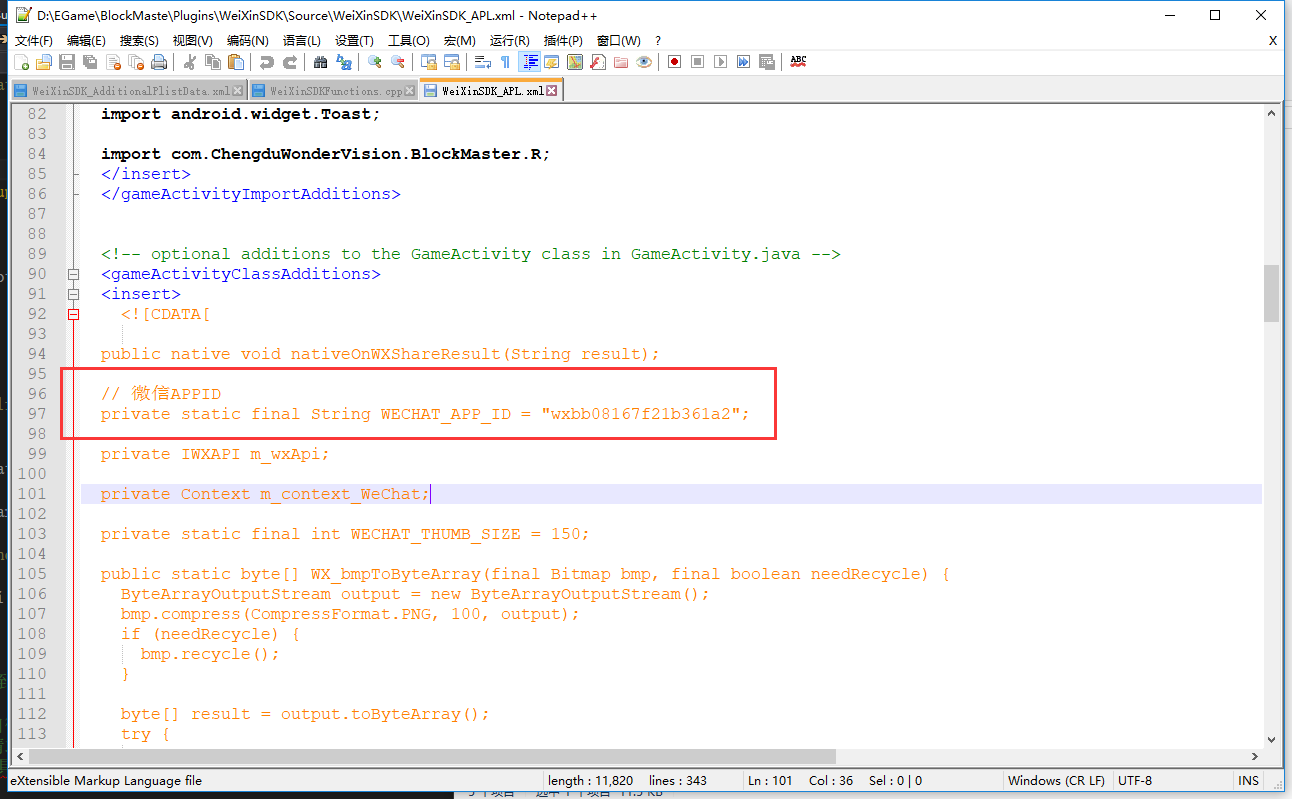 D:\EGame\BlockMaste\Plugins\WeiXinSDK\Source\WeiXinSDK\WeiXinSDK_APL.xml - Notepad++
文件(F) 编辑(E) 搜索(S) 视图(V) 编码(N) 语言(L) 设置(T) 工具(O) 宏(M) 运行(R) 插件(P) 窗口(W) ? X
ABC
WeiXinSDK_AdditionalPlistData.xml WeiXinSDKFunctions.cpp WeiXinSDK_APL.xml
82 import android.widget.Toast;
83
84 import com.ChengduWonderVision.BlockMaster.R;
85 </insert>
86 </gameActivityImportAdditions>
87
88
89 <!-- optional additions to the GameActivity class in GameActivity.java -->
90 <gameActivityClassAdditions>
91 <insert>
92 <![CDATA[
93
94 public native void nativeOnWXShareResult(String result);
95
96 // 微信APPID
97 private static final String WECHAT_APP_ID = "wxbb08167f21b361a2";
98
99 private IWXAPI m_wxApi;
100
101 private Context m_context_WeChat;
102
103 private static final int WECHAT_THUMB_SIZE = 150;
104
105 public static byte[] WX_bmpToByteArray(final Bitmap bmp, final boolean needRecycle) {
106 ByteArrayOutputStream output = new ByteArrayOutputStream();
107 bmp.compress(CompressFormat.PNG, 100, output);
108 if (needRecycle) {
109 bmp.recycle();
110 }
111
112 byte[] result = output.toByteArray();
113 try {
eXtensible Markup Language file length : 11,820 lines : 343 Ln : 101 Col : 36 Sel : 0 | 0 Windows (CR LF) UTF-8 INS